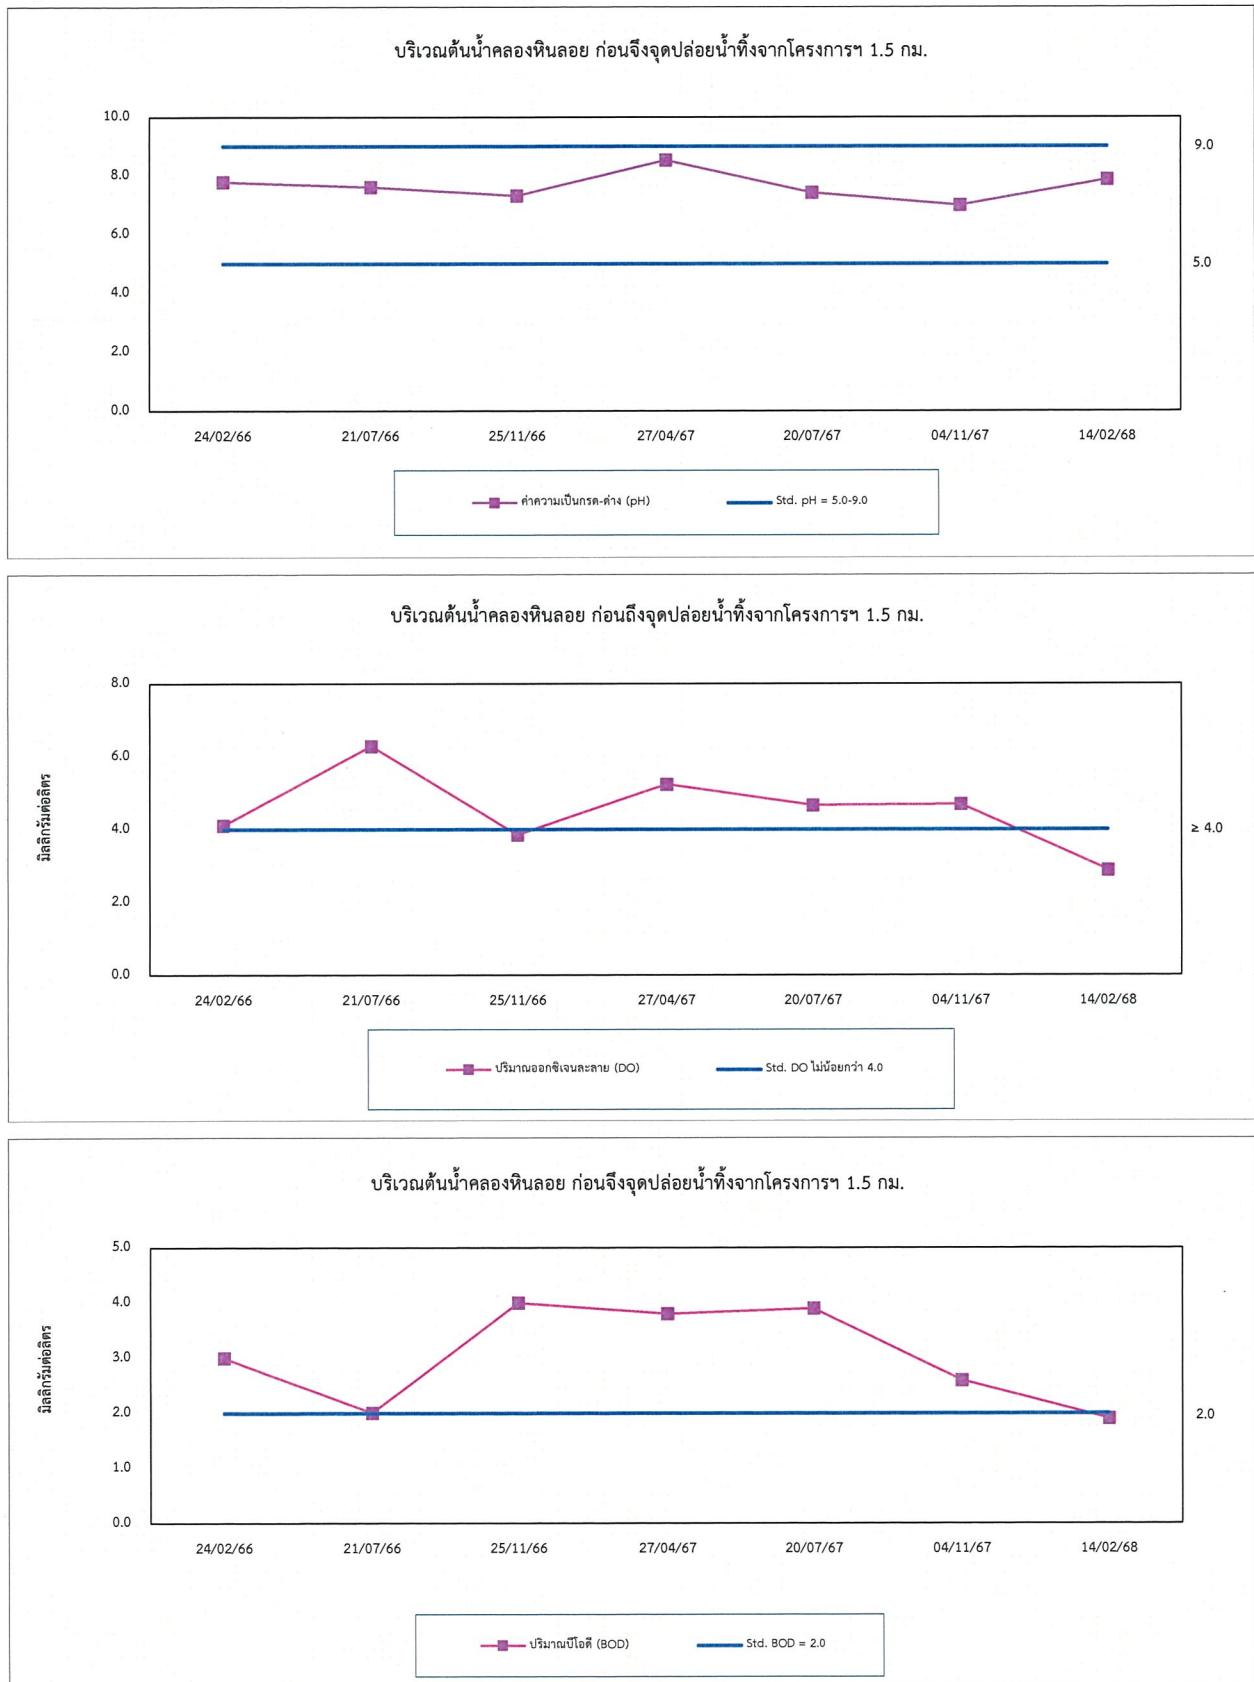 บริเวณต้นน้ำคลองหินลอย ก่อนจึงจุดปล่อยน้ำทิ้งจากโครงการฯ 1.5 กม.
10.0
8.0
6.0
4.0
2.0
0.0
9.0
5.0
24/02/66 21/07/66 25/11/66 27/04/67 20/07/67 04/11/67 14/02/68
ค่าความเป็นกรด-ด่าง (pH) Std. pH = 5.0-9.0
บริเวณต้นน้ำคลองหินลอย ก่อนถึงจุดปล่อยน้ำทิ้งจากโครงการฯ 1.5 กม.
มิลลิกรัมต่อลิตร
8.0
6.0
4.0
2.0
0.0
≥ 4.0
24/02/66 21/07/66 25/11/66 27/04/67 20/07/67 04/11/67 14/02/68
ปริมาณออกซิเจนละลาย (DO) Std. DO ไม่น้อยกว่า 4.0
บริเวณต้นน้ำคลองหินลอย ก่อนจึงจุดปล่อยน้ำทิ้งจากโครงการฯ 1.5 กม.
มิลลิกรัมต่อลิตร
5.0
4.0
3.0
2.0
1.0
0.0
2.0
24/02/66 21/07/66 25/11/66 27/04/67 20/07/67 04/11/67 14/02/68
ปริมาณบีโอดี (BOD) Std. BOD = 2.0